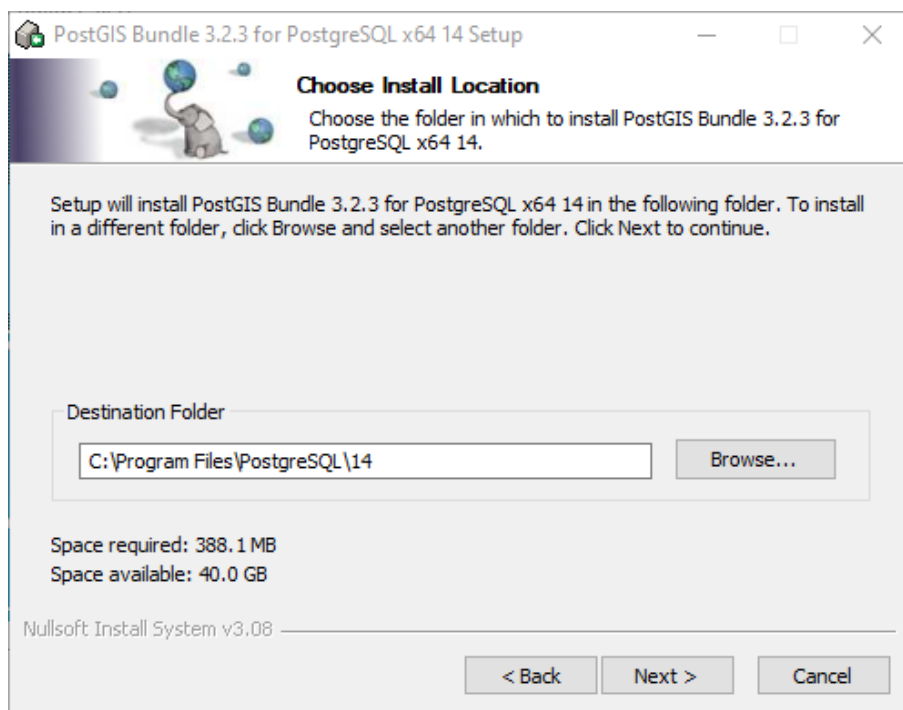 PostGIS Bundle 3.2.3 for PostgreSQL x64 14 Setup
Choose Install Location
Choose the folder in which to install PostGIS Bundle 3.2.3 for
PostgreSQL x64 14.
Setup will install PostGIS Bundle 3.2.3 for PostgreSQL x64 14 in the following folder. To install
in a different folder, click Browse and select another folder. Click Next to continue.
Destination Folder
C:\Program Files\PostgreSQL\14
Browse...
Space required: 388.1 MB
Space available: 40.0 GB
Nullsoft Install System v3.08
< Back Next > Cancel